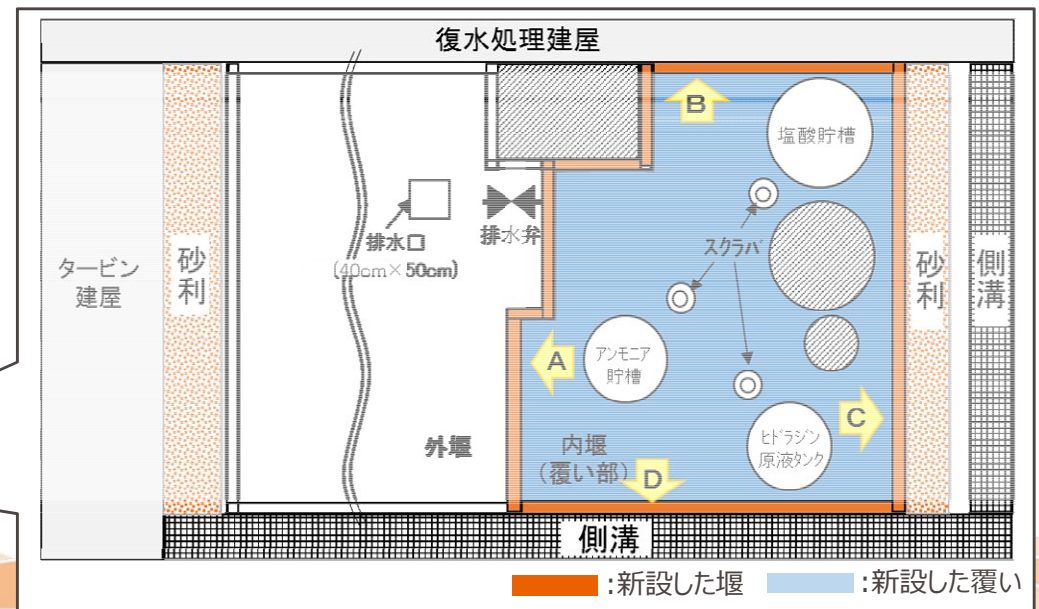 復水処理建屋
B
塩酸貯槽
排水口
(40cm×50cm)
排水弁
スクラバ
タービン
建屋
砂
利
砂
利
側
溝
A
アンモニア
貯槽
C
外堰
内堰
(覆い部)
D
ヒドラジン
原液タンク
側溝
:新設した堰
:新設した覆い